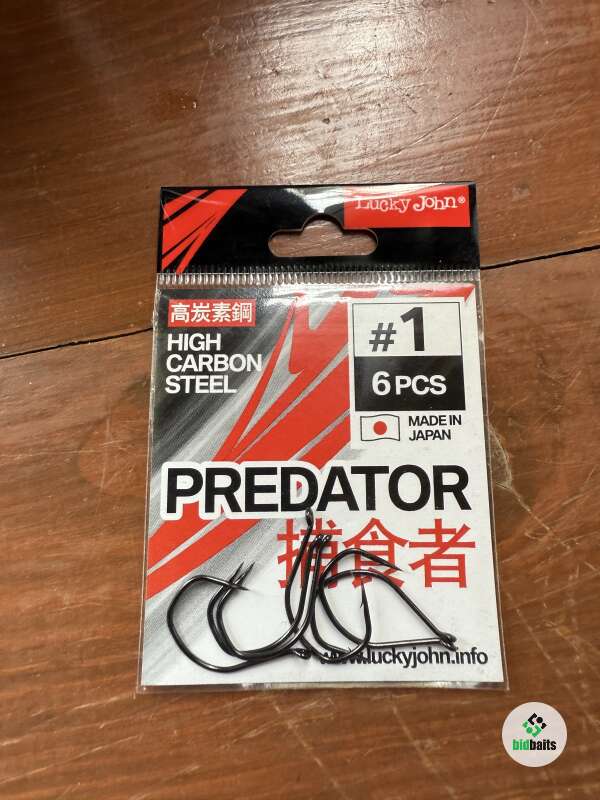 Lucky John®
高炭素鋼
HIGH
CARBON
STEEL
#1
6 PCS
MADE IN
JAPAN
PREDATOR
捕食者
www.luckyjohn.info
bidbaits